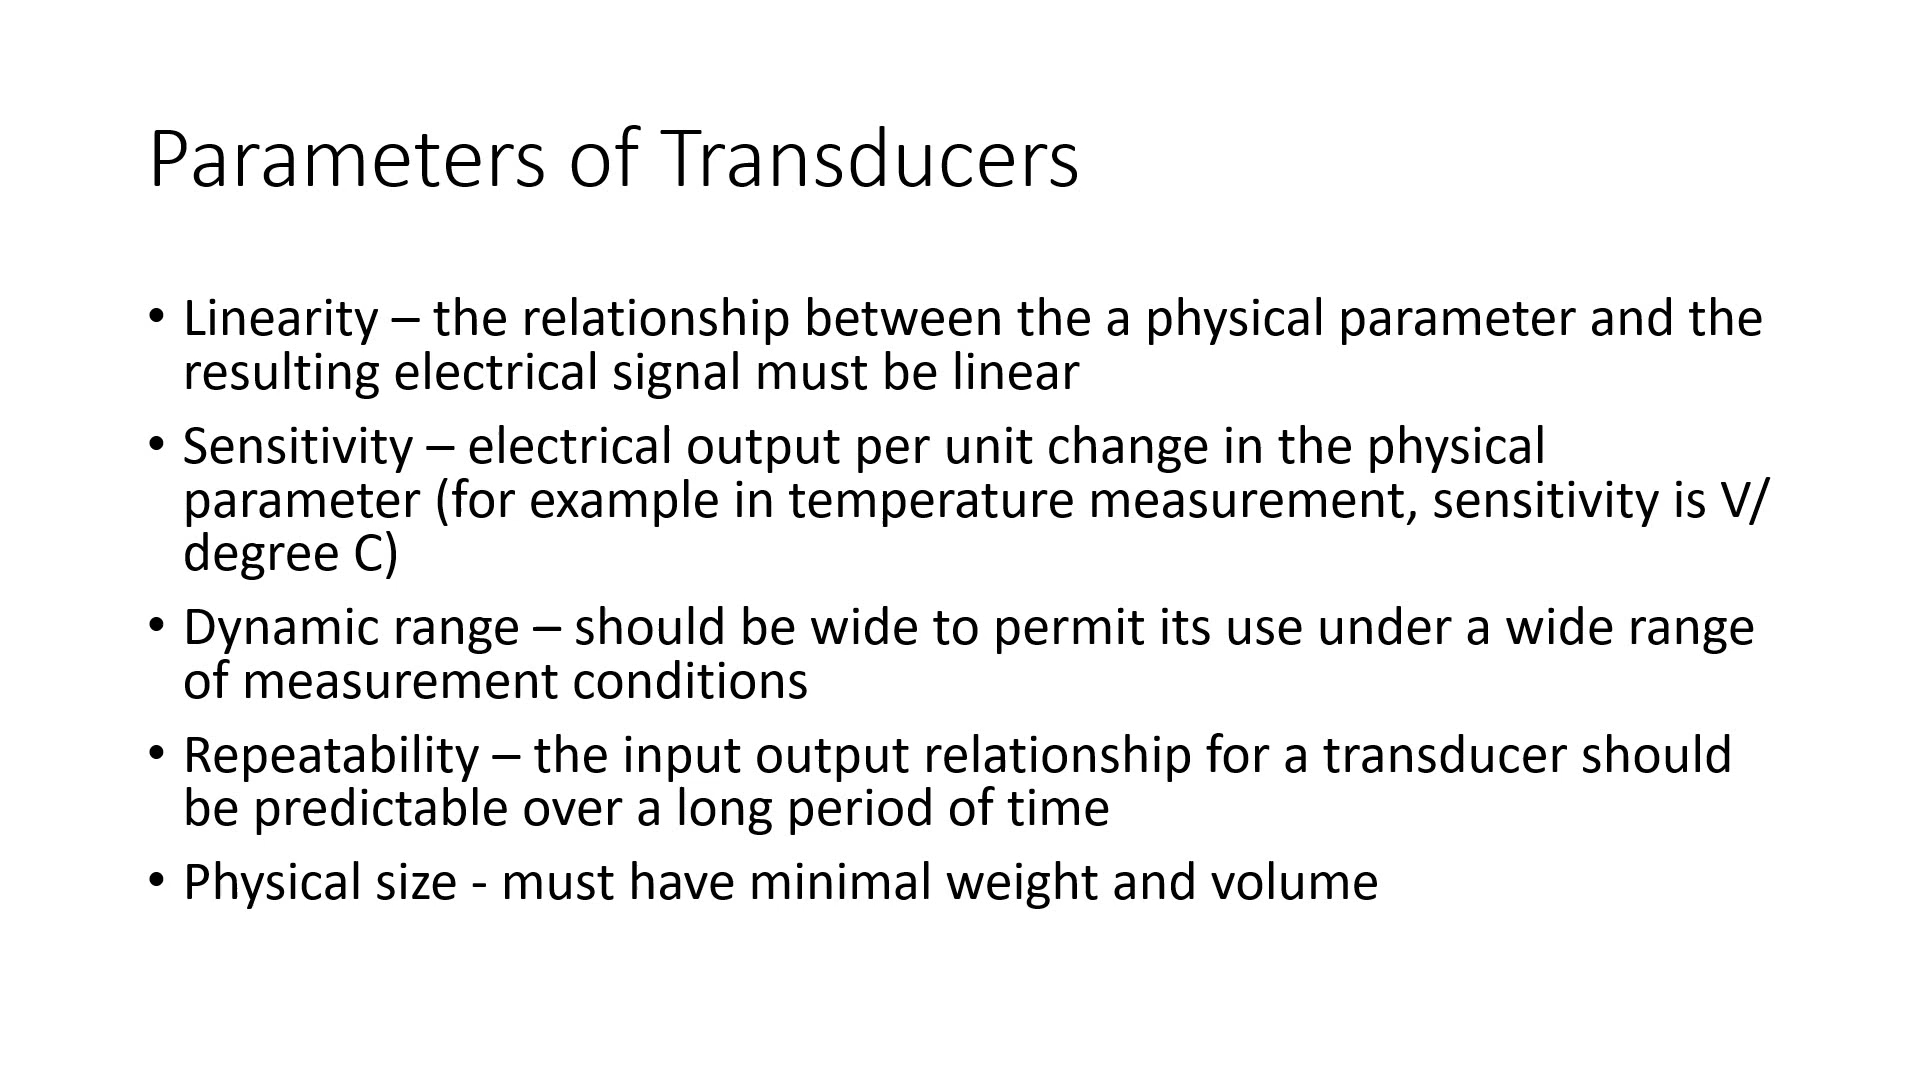 Parameters of Transducers
• Linearity – the relationship between the a physical parameter and the
resulting electrical signal must be linear
• Sensitivity – electrical output per unit change in the physical
parameter (for example in temperature measurement, sensitivity is V/
degree C)
• Dynamic range – should be wide to permit its use under a wide range
of measurement conditions
• Repeatability – the input output relationship for a transducer should
be predictable over a long period of time
• Physical size - must have minimal weight and volume